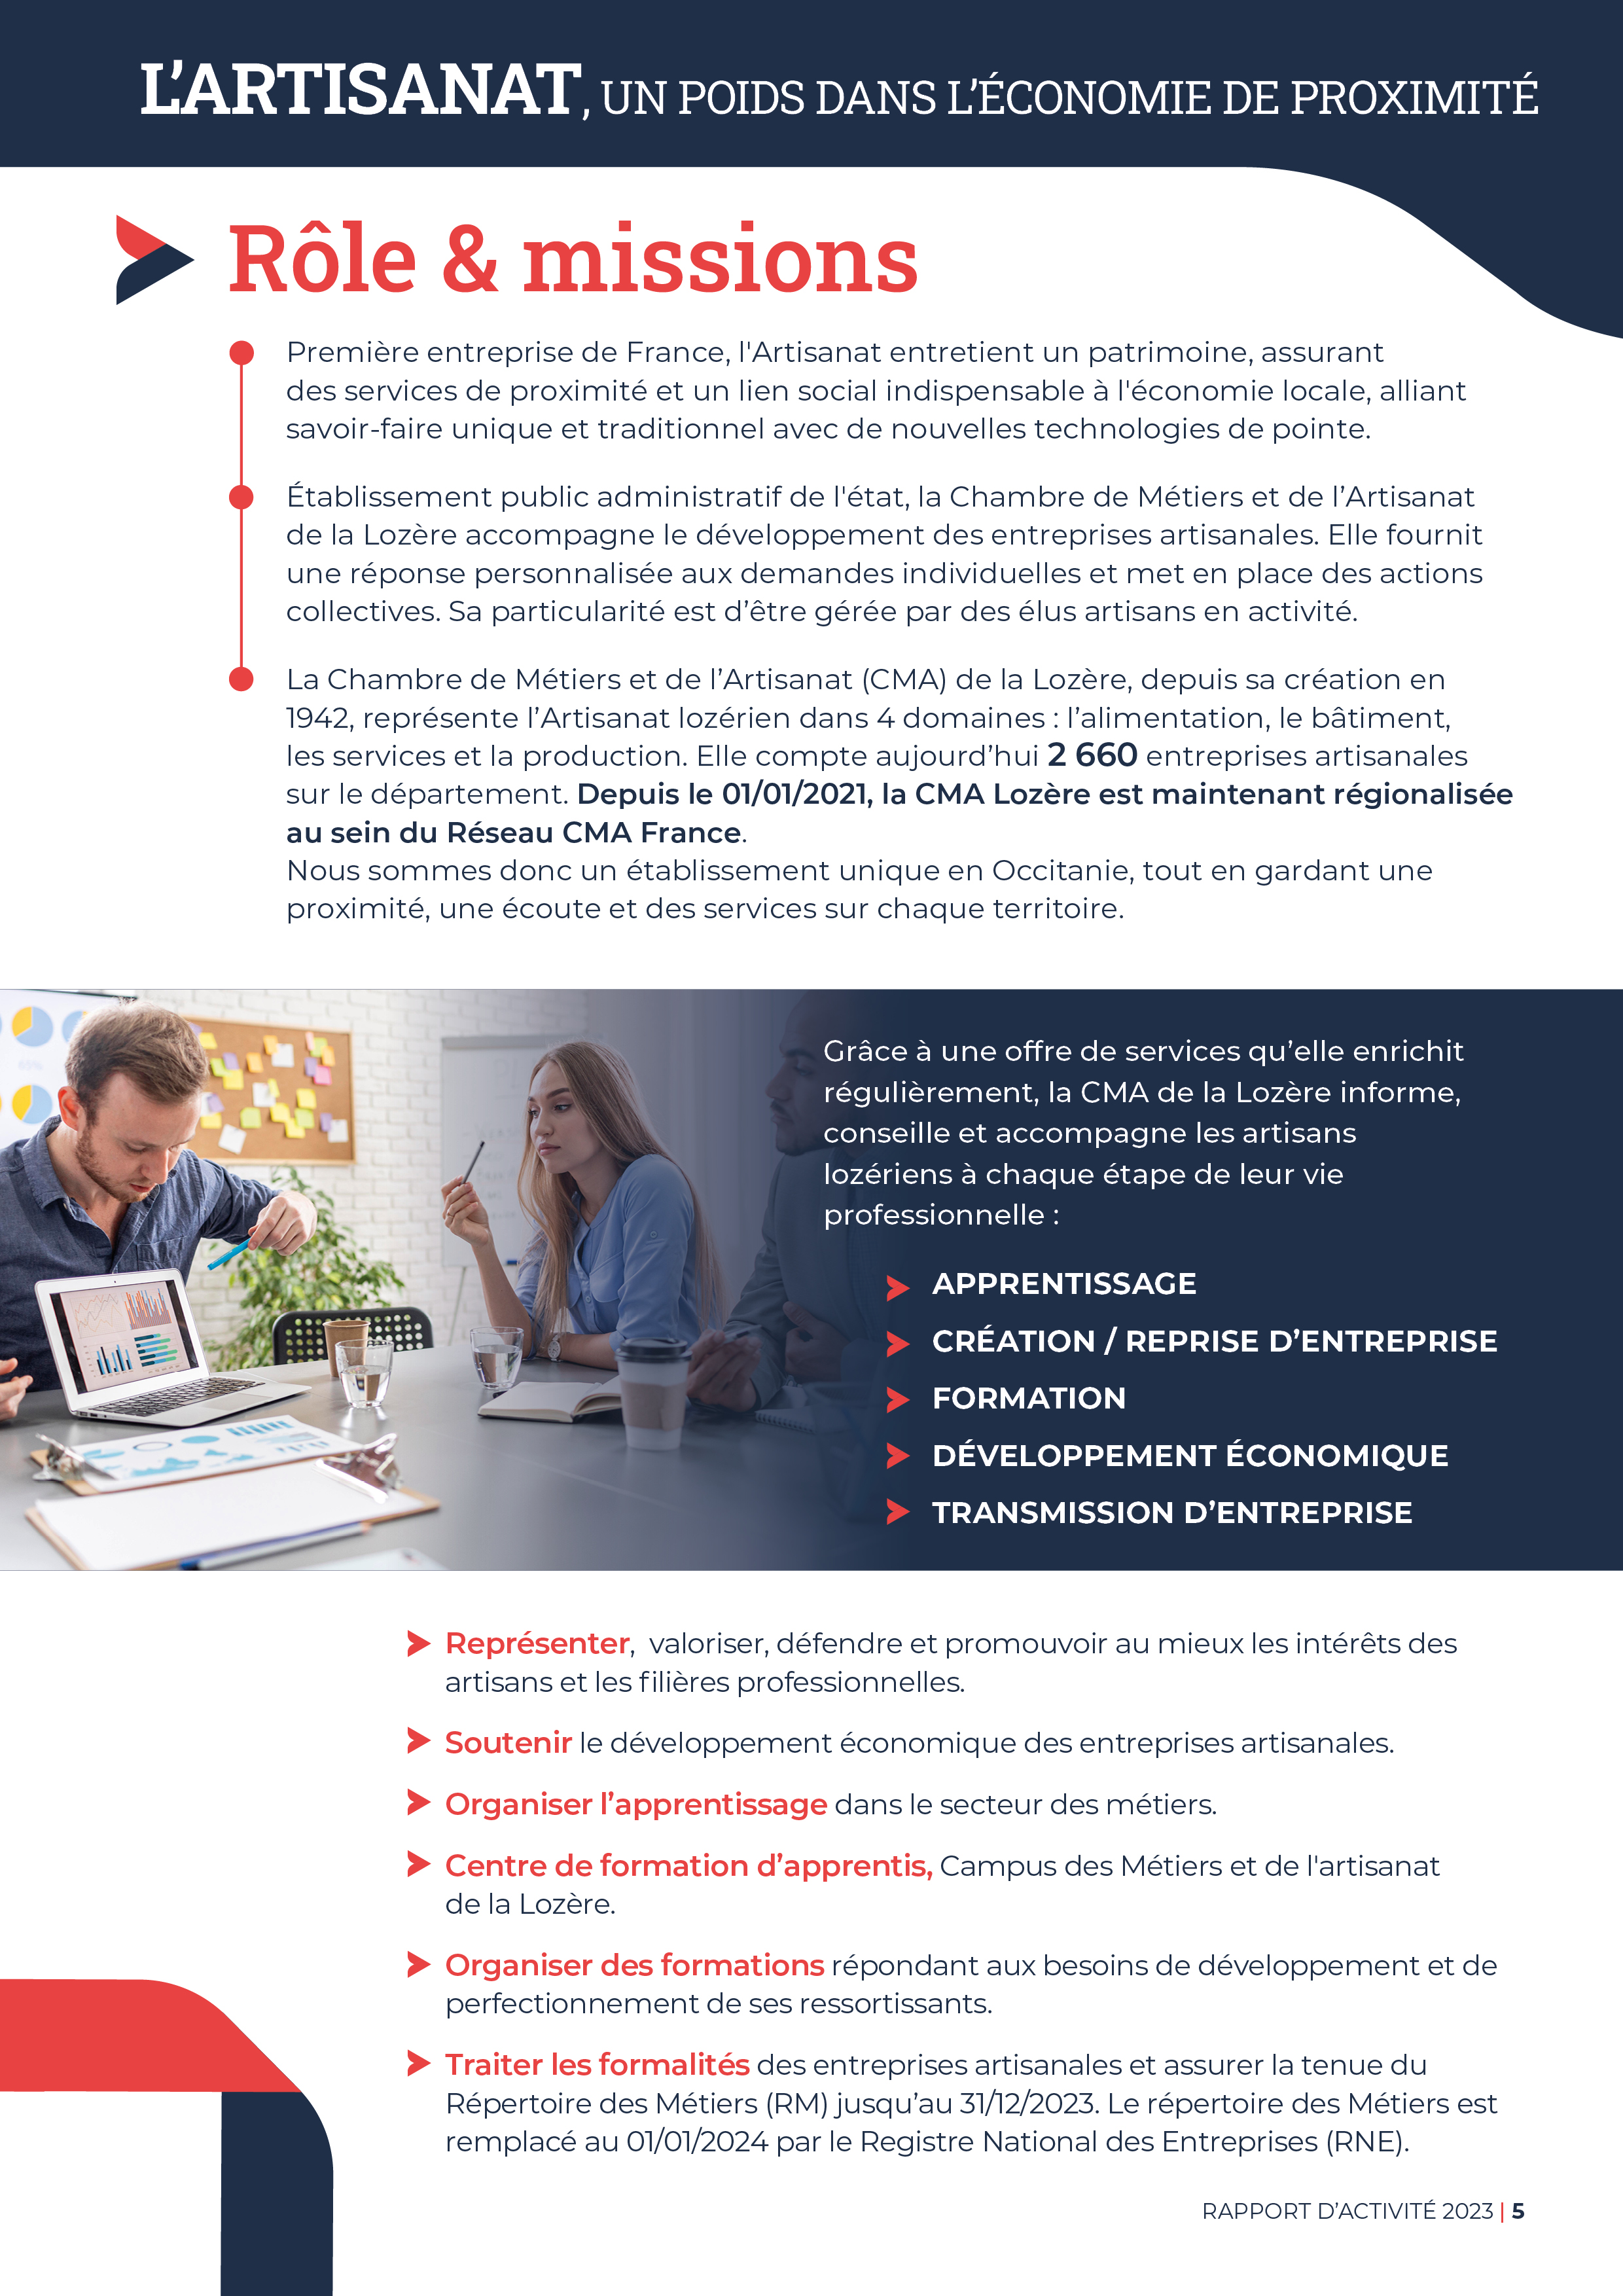 L’ARTISANAT, UN POIDS DANS L’ÉCONOMIE DE PROXIMITÉ
Rôle & missions
Première entreprise de France, l'Artisanat entretient un patrimoine, assurant
des services de proximité et un lien social indispensable à l'économie locale, alliant
savoir-faire unique et traditionnel avec de nouvelles technologies de pointe.
Établissement public administratif de l'état, la Chambre de Métiers et de l’Artisanat
de la Lozère accompagne le développement des entreprises artisanales. Elle fournit
une réponse personnalisée aux demandes individuelles et met en place des actions
collectives. Sa particularité est d’être gérée par des élus artisans en activité.
La Chambre de Métiers et de l’Artisanat (CMA) de la Lozère, depuis sa création en
1942, représente l’Artisanat lozérien dans 4 domaines : l’alimentation, le bâtiment,
les services et la production. Elle compte aujourd’hui 2 660 entreprises artisanales
sur le département. Depuis le 01/01/2021, la CMA Lozère est maintenant régionalisée
au sein du Réseau CMA France.
Nous sommes donc un établissement unique en Occitanie, tout en gardant une
proximité, une écoute et des services sur chaque territoire.
65%
Grâce à une offre de services qu’elle enrichit
régulièrement, la CMA de la Lozère informe,
conseille et accompagne les artisans
lozériens à chaque étape de leur vie
professionnelle :
APPRENTISSAGE
CRÉATION / REPRISE D’ENTREPRISE
FORMATION
DÉVELOPPEMENT ÉCONOMIQUE
TRANSMISSION D’ENTREPRISE
Représenter, valoriser, défendre et promouvoir au mieux les intérêts des
artisans et les filières professionnelles.
Soutenir le développement économique des entreprises artisanales.
Organiser l’apprentissage dans le secteur des métiers.
Centre de formation d’apprentis, Campus des Métiers et de l'artisanat
de la Lozère.
Organiser des formations répondant aux besoins de développement et de
perfectionnement de ses ressortissants.
Traiter les formalités des entreprises artisanales et assurer la tenue du
Répertoire des Métiers (RM) jusqu’au 31/12/2023. Le répertoire des Métiers est
remplacé au 01/01/2024 par le Registre National des Entreprises (RNE).
RAPPORT D’ACTIVITÉ 2023 | 5